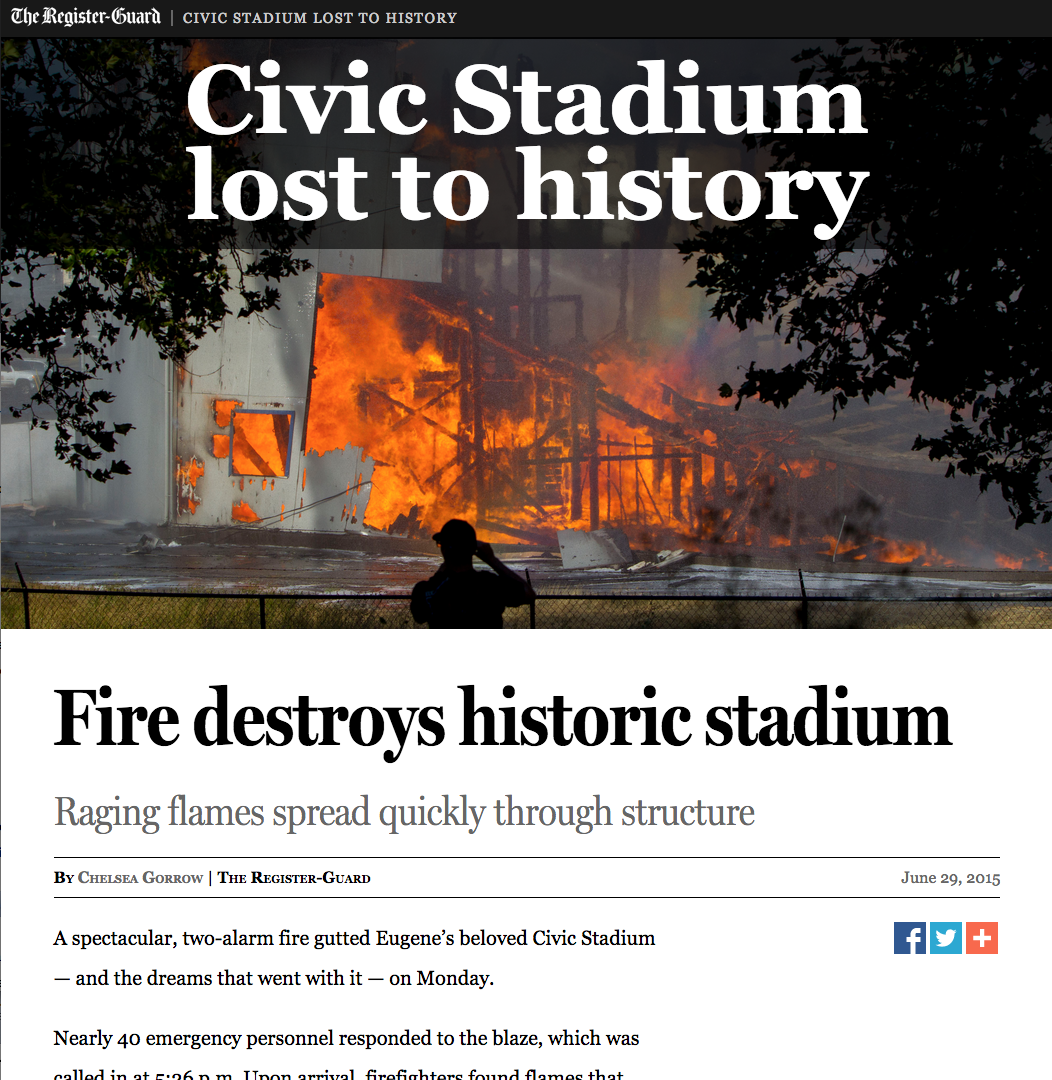 The Register-Guard | CIVIC STADIUM LOST TO HISTORY
Civic Stadium
lost to history
Fire destroys historic stadium
Raging flames spread quickly through structure
By Chelsea Gorrow | The Register-Guard
June 29, 2015
A spectacular, two-alarm fire gutted Eugene’s beloved Civic Stadium
— and the dreams that went with it — on Monday.
Nearly 40 emergency personnel responded to the blaze, which was
called in at 5:36 p.m. Upon arrival, firefighters found flames that